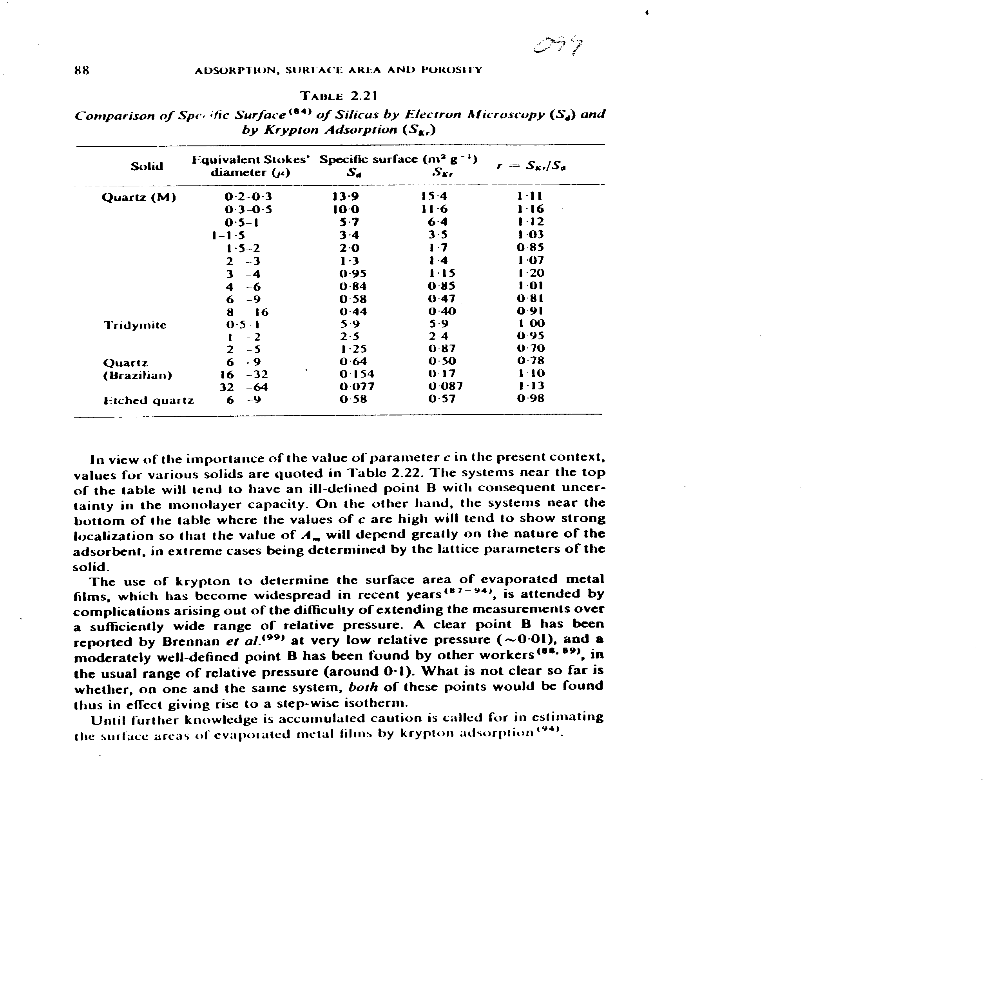 099
88 ADSORPTION, SURFACE AREA AND POROSITY
TABLE 2.21
Comparison of Specific Surface(84) of Silicas by Electron Microscopy (Sd) and
by Krypton Adsorption (SKr)
Solid Equivalent Stokes' diameter (μ) Specific surface (m² g⁻¹) Sd SKr r = SKr/Sd
Quartz (M) 0·2-0·3 13·9 15·4 1·11
0·3-0·5 10·0 11·6 1·16
0·5-1 5·7 6·4 1·12
1-1·5 3·4 3·5 1·03
1·5-2 2·0 1·7 0·85
2 -3 1·3 1·4 1·07
3 -4 0·95 1·15 1·20
4 -6 0·84 0·85 1·01
6 -9 0·58 0·47 0·81
8 16 0·44 0·40 0·91
Tridymite 0·5-1 5·9 5·9 1·00
1 -2 2·5 2·4 0·95
2 -5 1·25 0·87 0·70
Quartz 6 -9 0·64 0·50 0·78
(Brazilian) 16 -32 0·154 0·17 1·10
32 -64 0·077 0·087 1·13
Etched quartz 6 -9 0·58 0·57 0·98
In view of the importance of the value of parameter c in the present context,
values for various solids are quoted in Table 2.22. The systems near the top
of the table will tend to have an ill-defined point B with consequent uncer-
tainty in the monolayer capacity. On the other hand, the systems near the
bottom of the table where the values of c are high will tend to show strong
localization so that the value of Am will depend greatly on the nature of the
adsorbent, in extreme cases being determined by the lattice parameters of the
solid.
The use of krypton to determine the surface area of evaporated metal
films, which has become widespread in recent years(87-94), is attended by
complications arising out of the difficulty of extending the measurements over
a sufficiently wide range of relative pressure. A clear point B has been
reported by Brennan et al.(99) at very low relative pressure (~0·01), and a
moderately well-defined point B has been found by other workers(88, 89), in
the usual range of relative pressure (around 0·1). What is not clear so far is
whether, on one and the same system, both of these points would be found
thus in effect giving rise to a step-wise isotherm.
Until further knowledge is accumulated caution is called for in estimating
the surface areas of evaporated metal films by krypton adsorption(94).